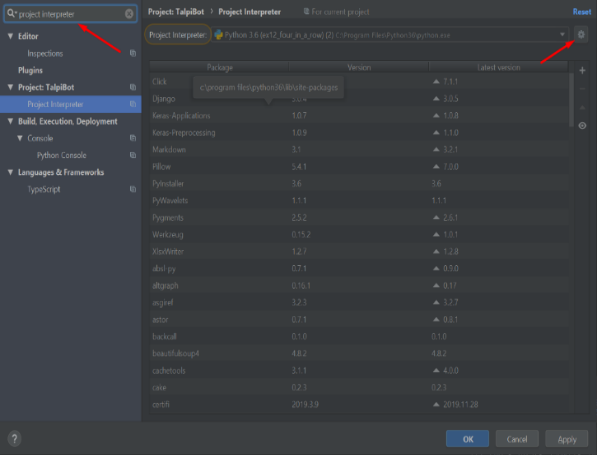 project interpreter
Project: TalpiBot › Project Interpreter
For current project
Reset
Editor
Inspections
Plugins
Project: TalpiBot
Project Interpreter
Build, Execution, Deployment
Console
Python Console
Languages & Frameworks
TypeScript
Project Interpreter: Python 3.6 (ex12_four_in_a_row) (2) C:\Program Files\Python36\python.exe
Package Version Latest version
Click 7.1.1
c:\program files\python36\lib\site-packages
Django 3.0.5
Keras-Applications 1.0.7 ▲ 1.0.8
Keras-Preprocessing 1.0.9 ▲ 1.1.0
Markdown 3.1 ▲ 3.2.1
Pillow 5.4.1 ▲ 7.0.0
PyInstaller 3.6 3.6
PyWavelets 1.1.1 1.1.1
Pygments 2.5.2 ▲ 2.6.1
Werkzeug 0.15.2 ▲ 1.0.1
XlsxWriter 1.2.7 ▲ 1.2.8
absl-py 0.7.1 ▲ 0.9.0
altgraph 0.16.1 ▲ 0.17
asgiref 3.2.3 ▲ 3.2.7
astor 0.7.1 ▲ 0.8.1
backcall 0.1.0 0.1.0
beautifulsoup4 4.8.2 4.8.2
cachetools 3.1.1 ▲ 4.0.0
cake 0.2.3 0.2.3
certifi 2019.3.9 ▲ 2019.11.28
?
OK Cancel Apply